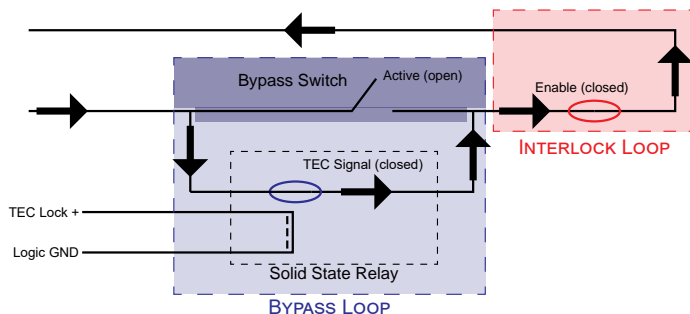 Bypass Switch
Active (open)
Enable (closed)
INTERLOCK LOOP
TEC Signal (closed)
TEC Lock +
Logic GND
Solid State Relay
BYPASS LOOP